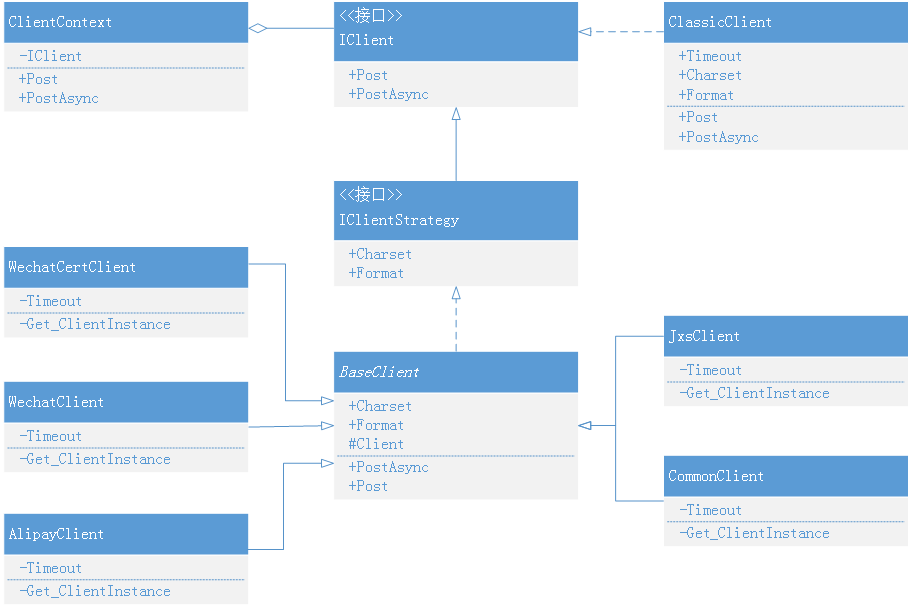 ClientContext
-IClient
+Post
+PostAsync
<<接口>>
IClient
+Post
+PostAsync
ClassicClient
+Timeout
+Charset
+Format
+Post
+PostAsync
<<接口>>
IClientStrategy
+Charset
+Format
WechatCertClient
-Timeout
-Get_ClientInstance
WechatClient
-Timeout
-Get_ClientInstance
AlipayClient
-Timeout
-Get_ClientInstance
BaseClient
+Charset
+Format
#Client
+PostAsync
+Post
JxsClient
-Timeout
-Get_ClientInstance
CommonClient
-Timeout
-Get_ClientInstance